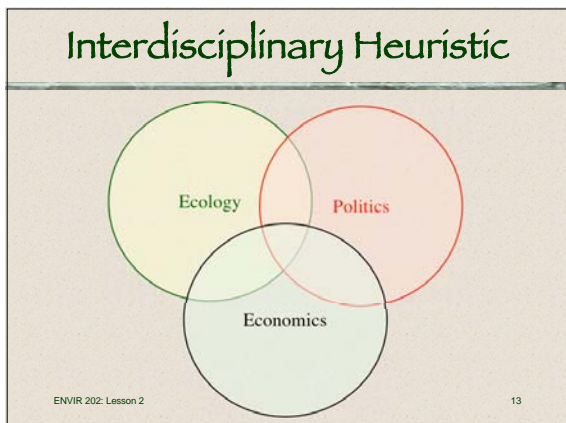 Interdisciplinary Heuristic
Ecology
Politics
Economics
ENVIR 202: Lesson 2
13